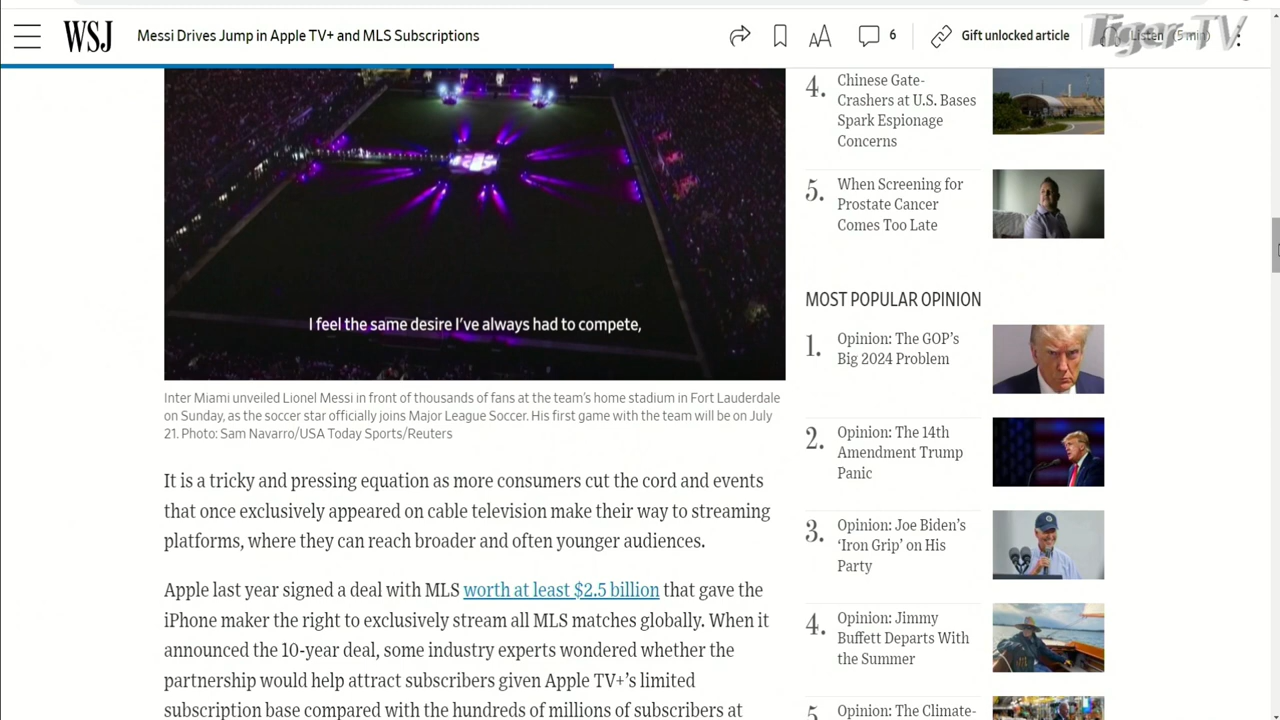 WSJ
Messi Drives Jump in Apple TV+ and MLS Subscriptions
6
Gift unlocked article
Listen (5 min)
Tiger TV
I feel the same desire I've always had to compete,
Inter Miami unveiled Lionel Messi in front of thousands of fans at the team's home stadium in Fort Lauderdale
on Sunday, as the soccer star officially joins Major League Soccer. His first game with the team will be on July
21. Photo: Sam Navarro/USA Today Sports/Reuters
It is a tricky and pressing equation as more consumers cut the cord and events
that once exclusively appeared on cable television make their way to streaming
platforms, where they can reach broader and often younger audiences.
Apple last year signed a deal with MLS worth at least $2.5 billion that gave the
iPhone maker the right to exclusively stream all MLS matches globally. When it
announced the 10-year deal, some industry experts wondered whether the
partnership would help attract subscribers given Apple TV+'s limited
subscription base compared with the hundreds of millions of subscribers at
4.
Chinese Gate-
Crashers at U.S. Bases
Spark Espionage
Concerns
5.
When Screening for
Prostate Cancer
Comes Too Late
MOST POPULAR OPINION
1.
Opinion: The GOP's
Big 2024 Problem
2.
Opinion: The 14th
Amendment Trump
Panic
3.
Opinion: Joe Biden's
'Iron Grip' on His
Party
4.
Opinion: Jimmy
Buffett Departs With
the Summer
5.
Opinion: The Climate-